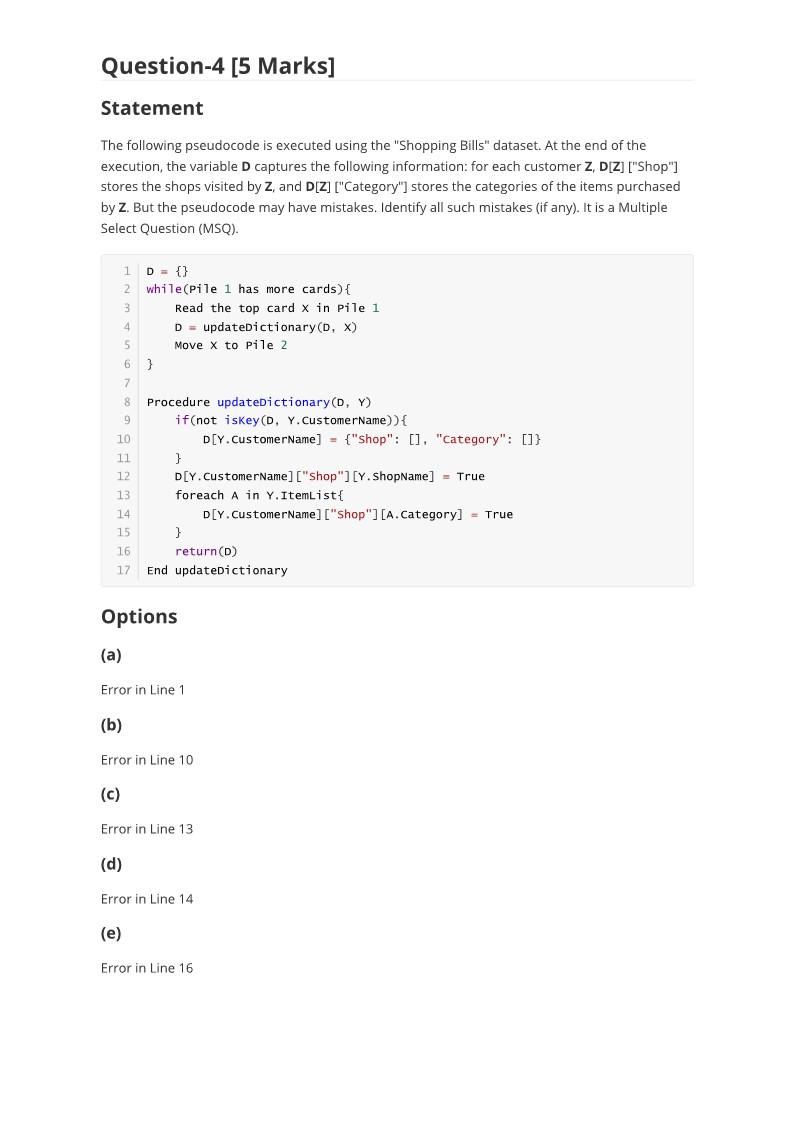 Question-4 [5 Marks]
Statement
The following pseudocode is executed using the "Shopping Bills" dataset. At the end of the
execution, the variable D captures the following information: for each customer Z, D[Z] ["Shop"]
stores the shops visited by Z, and D[Z] ["Category"] stores the categories of the items purchased
by Z. But the pseudocode may have mistakes. Identify all such mistakes (if any). It is a Multiple
Select Question (MSQ).
1 D = {}
2 while(Pile 1 has more cards){
3     Read the top card X in Pile 1
4     D = updateDictionary(D, X)
5     Move X to Pile 2
6 }
7
8 Procedure updateDictionary(D, Y)
9     if(not isKey(D, Y.CustomerName)){
10         D[Y.CustomerName] = {"Shop": [], "Category": []}
11     }
12     D[Y.CustomerName]["Shop"][Y.ShopName] = True
13     foreach A in Y.ItemList{
14         D[Y.CustomerName]["Shop"][A.Category] = True
15     }
16     return(D)
17 End updateDictionary
Options
(a)
Error in Line 1
(b)
Error in Line 10
(c)
Error in Line 13
(d)
Error in Line 14
(e)
Error in Line 16